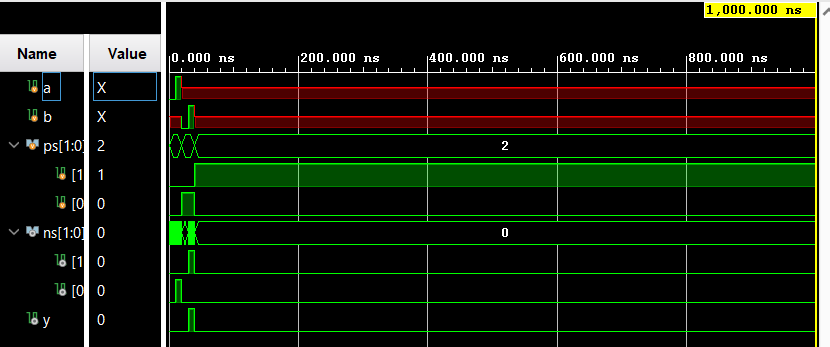 1,000.000 ns
Name Value 0.000 ns 200.000 ns 400.000 ns 600.000 ns 800.000 ns
a X
b X
ps[1:0] 2 2
[1 1
[0 0
ns[1:0] 0 0
[1 0
[0 0
y 0